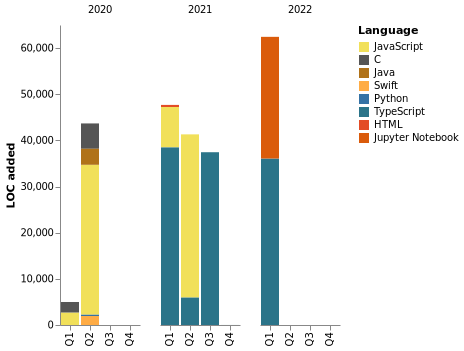 2020 2021 2022
Language
JavaScript
C
Java
Swift
Python
TypeScript
HTML
Jupyter Notebook
LOC added
60,000
50,000
40,000
30,000
20,000
10,000
0
Q1 Q2 Q3 Q4 Q1 Q2 Q3 Q4 Q1 Q2 Q3 Q4